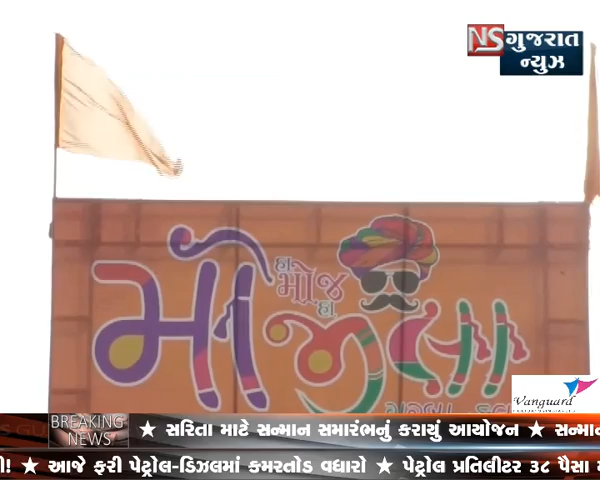 NS ગુજરાત
ન્યુઝ
હા
મોજ
હા
મોજીલા
Vanguard
BREAKING
NEWS
★ સરિતા માટે સન્માન સમારંભનું કરાયું આયોજન ★ સન્માન
★ આજે ફરી પેટ્રોલ-ડિઝલમાં કમરતોડ વધારો ★ પેટ્રોલ પ્રતિલીટર ૩૮ પૈસા